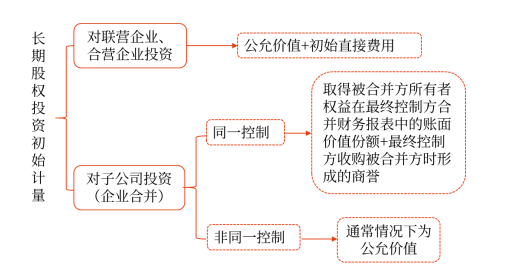 长期股权投资初始计量
对联营企业、
合营企业投资
公允价值+初始直接费用
对子公司投资
（企业合并）
同一控制
取得被合并方所有者
权益在最终控制方合
并财务报表中的账面
价值份额+最终控制
方收购被合并方时形
成的商誉
非同一控制
通常情况下为
公允价值